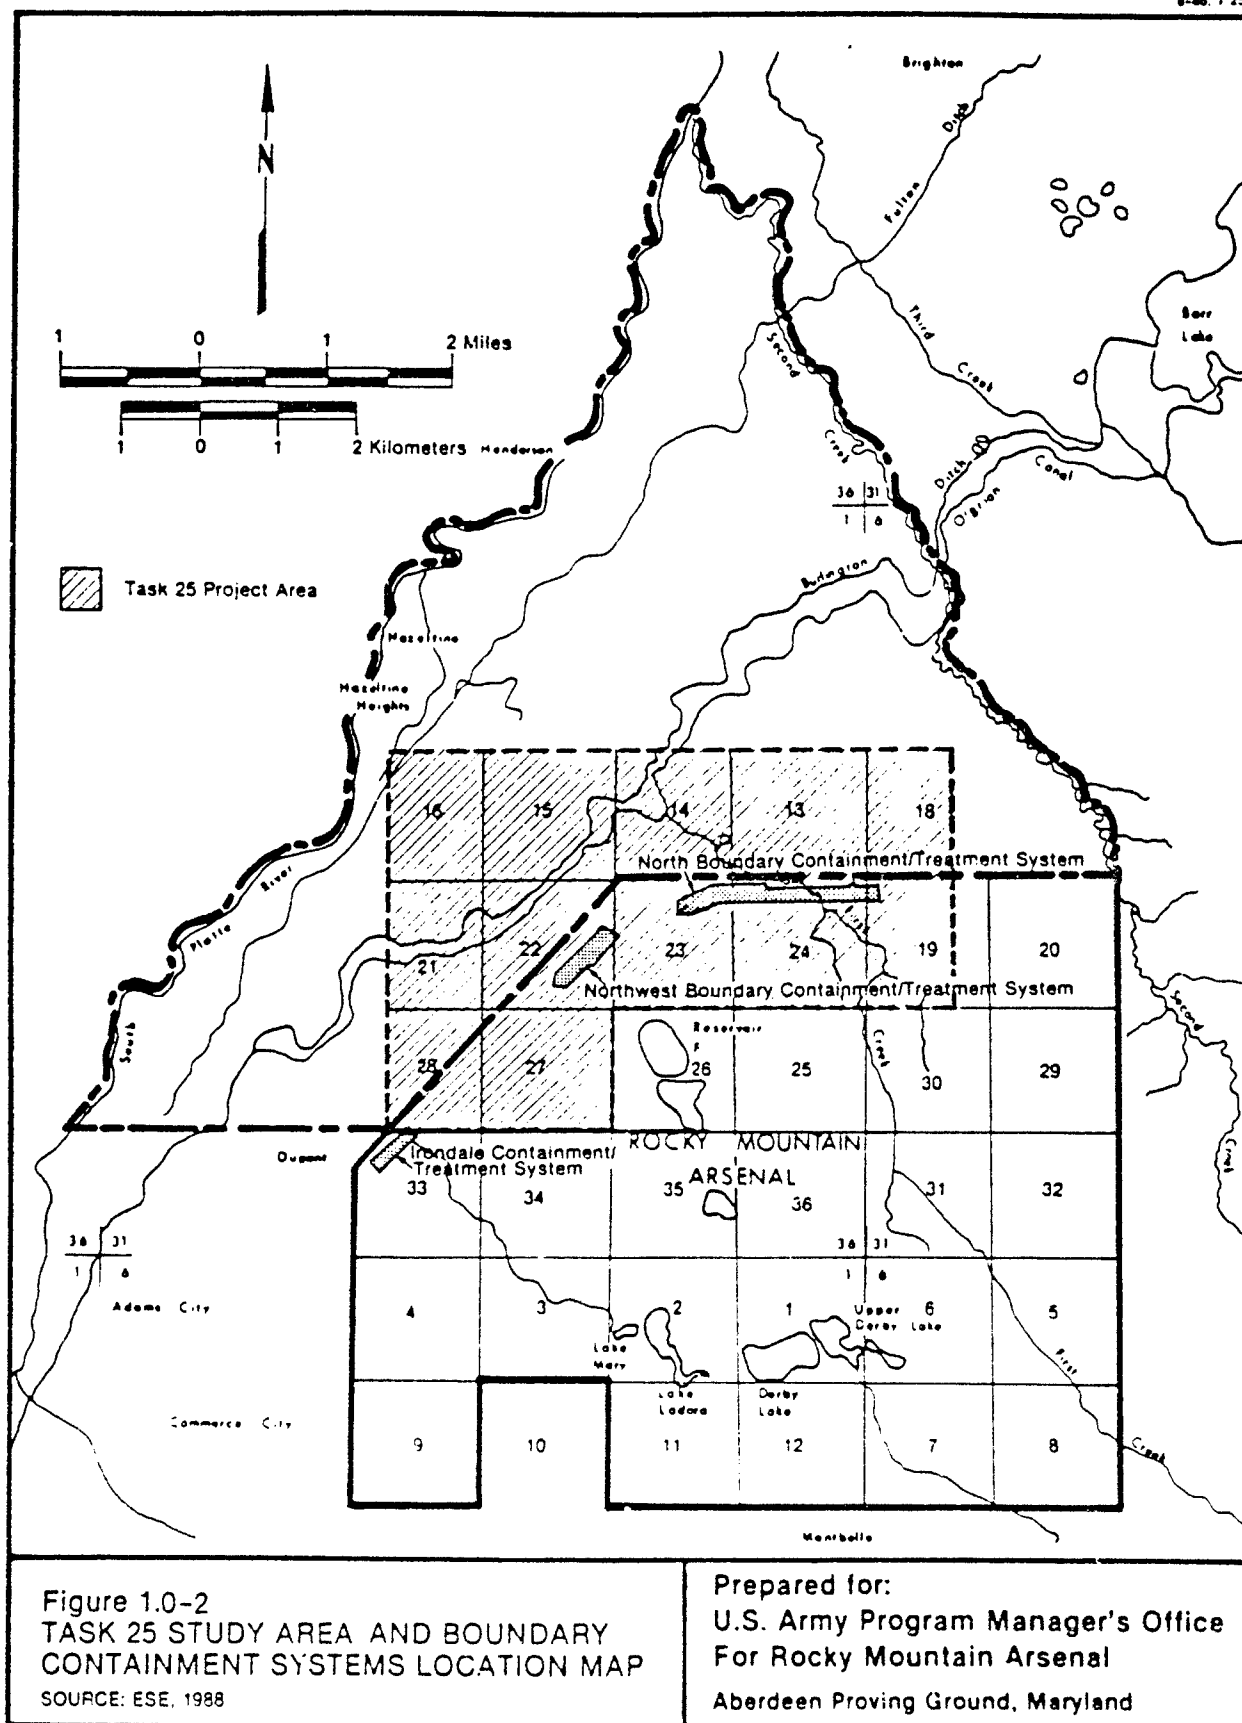 Brighton
Ditch
Fulton
N
Barr
Lake
1 0 1 2 Miles
Second
Third
Creek
1 0 1 2 Kilometers
Henderson
Creek
Ditch
O'Brian
Canal
36 31
1 6
Burlington
Task 25 Project Area
Hazeltine
Hazeltine
Heights
16 15 14 13 18
North Boundary Containment/Treatment System
River
Platte
South
21 22 23 24 19 20
Northwest Boundary Containment/Treatment System
Second
Creek
Reservoir
F
28 27 26 25 30 29
Creek
ROCKY MOUNTAIN
ARSENAL
Dupont
Irondale Containment/
Treatment System
33 34 35 36 31 32
36 31
1 6
36 31
1 6
Adams City
4 3 2 1 6 5
Upper
Derby Lake
Lake
Mary
Lake
Ladora
Derby
Lake
First
Creek
Commerce City
9 10 11 12 7 8
Montbello
Figure 1.0-2
TASK 25 STUDY AREA AND BOUNDARY
CONTAINMENT SYSTEMS LOCATION MAP
SOURCE: ESE, 1988
Prepared for:
U.S. Army Program Manager's Office
For Rocky Mountain Arsenal
Aberdeen Proving Ground, Maryland